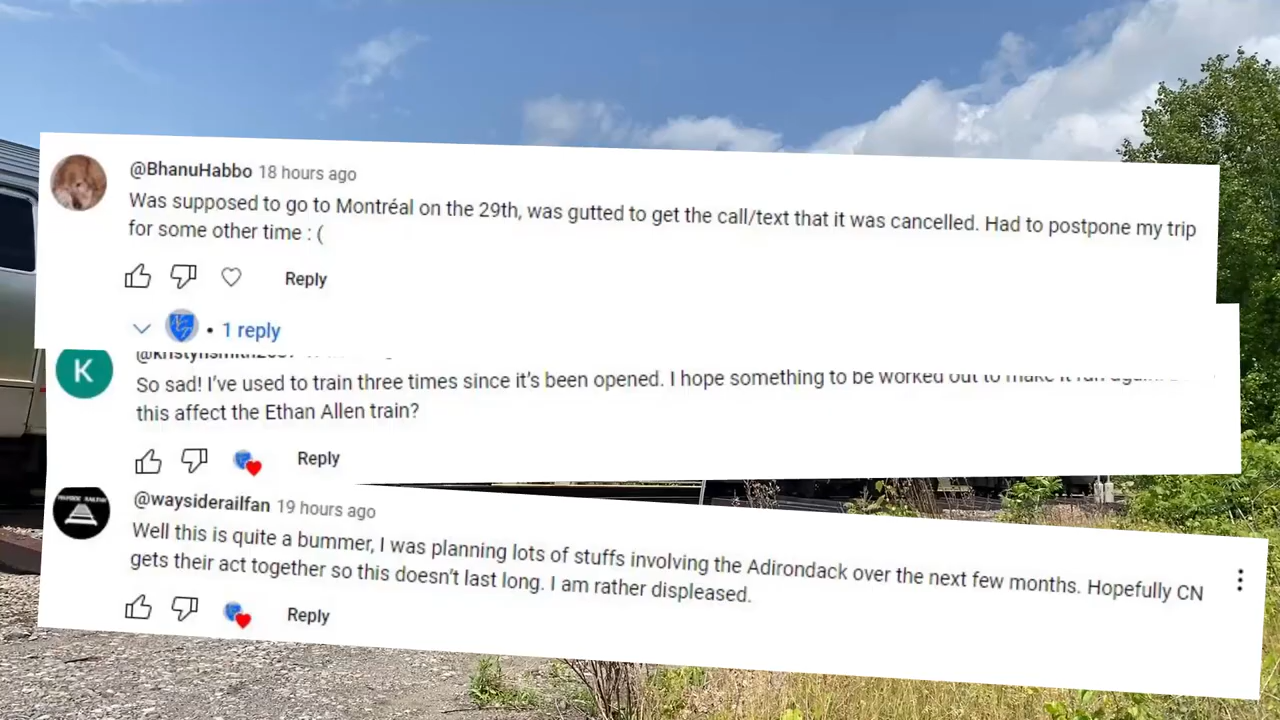 @BhanuHabbo 18 hours ago
Was supposed to go to Montréal on the 29th, was gutted to get the call/text that it was cancelled. Had to postpone my trip
for some other time : (
Reply
1 reply
K
So sad! I've used to train three times since it's been opened. I hope something to be worked out to make it run again.
this affect the Ethan Allen train?
Reply
@waysiderailfan 19 hours ago
Well this is quite a bummer, I was planning lots of stuffs involving the Adirondack over the next few months. Hopefully CN
gets their act together so this doesn't last long. I am rather displeased.
Reply